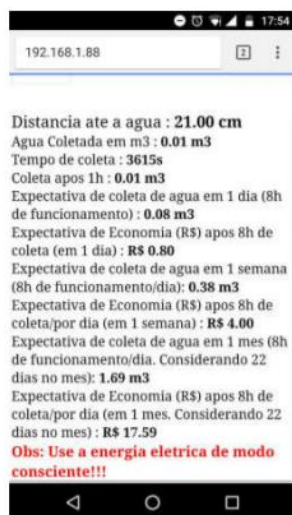 17:54
192.168.1.88
2
Distancia ate a agua : 21.00 cm
Agua Coletada em m3 : 0.01 m3
Tempo de coleta : 3615s
Coleta apos 1h : 0.01 m3
Expectativa de coleta de agua em 1 dia (8h
de funcionamento) : 0.08 m3
Expectativa de Economia (R$) apos 8h de
coleta (em 1 dia) : R$ 0.80
Expectativa de coleta de agua em 1 semana
(8h de funcionamento/dia): 0.38 m3
Expectativa de Economia (R$) apos 8h de
coleta/por dia (em 1 semana) : R$ 4.00
Expectativa de coleta de agua em 1 mes (8h
de funcionamento/dia. Considerando 22
dias no mes): 1.69 m3
Expectativa de Economia (R$) apos 8h de
coleta/por dia (em 1 mes. Considerando 22
dias no mes) : R$ 17.59
Obs: Use a energia eletrica de modo
consciente!!!